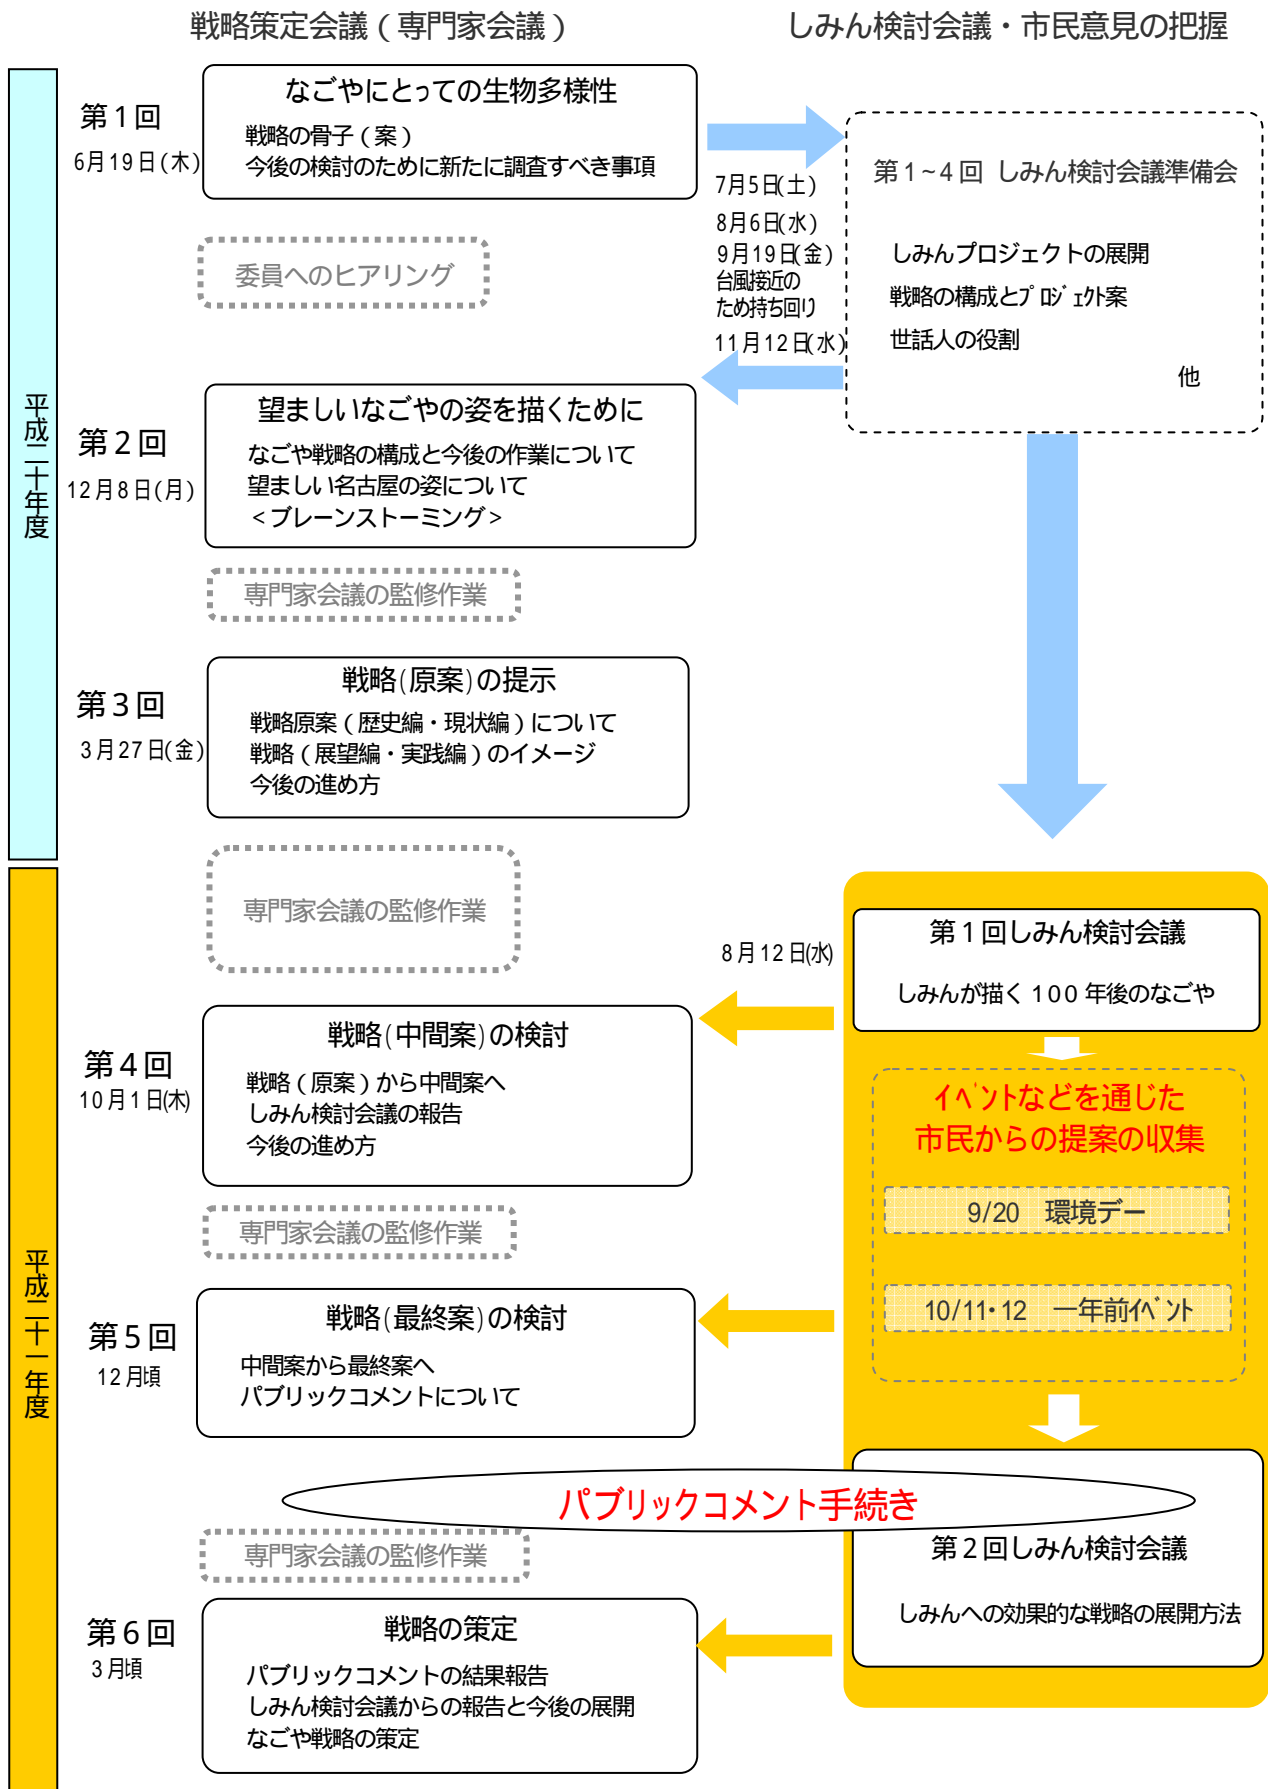 戦略策定会議（専門家会議）
しみん検討会議・市民意見の把握
平成二十年度
第１回
6月19日(木)
なごやにとっての生物多様性
戦略の骨子（案）
今後の検討のために新たに調査すべき事項
委員へのヒアリング
7月5日(土)
8月6日(水)
9月19日(金)
台風接近の
ため持ち回り
11月12日(水)
第1~4回 しみん検討会議準備会
しみんプロジェクトの展開
戦略の構成とプロジェクト案
世話人の役割
他
第２回
12月8日(月)
望ましいなごやの姿を描くために
なごや戦略の構成と今後の作業について
望ましい名古屋の姿について
＜ブレーンストーミング＞
専門家会議の監修作業
第３回
3月27日(金)
戦略(原案)の提示
戦略原案（歴史編・現状編）について
戦略（展望編・実践編）のイメージ
今後の進め方
平成二十一年度
専門家会議の監修作業
8月12日(水)
第１回しみん検討会議
しみんが描く100年後のなごや
第４回
10月1日(木)
戦略(中間案)の検討
戦略（原案）から中間案へ
しみん検討会議の報告
今後の進め方
イベントなどを通じた
市民からの提案の収集
9/20 環境デー
10/11・12 一年前イベント
専門家会議の監修作業
第５回
12月頃
戦略(最終案)の検討
中間案から最終案へ
パブリックコメントについて
パブリックコメント手続き
専門家会議の監修作業
第２回しみん検討会議
しみんへの効果的な戦略の展開方法
第６回
3月頃
戦略の策定
パブリックコメントの結果報告
しみん検討会議からの報告と今後の展開
なごや戦略の策定